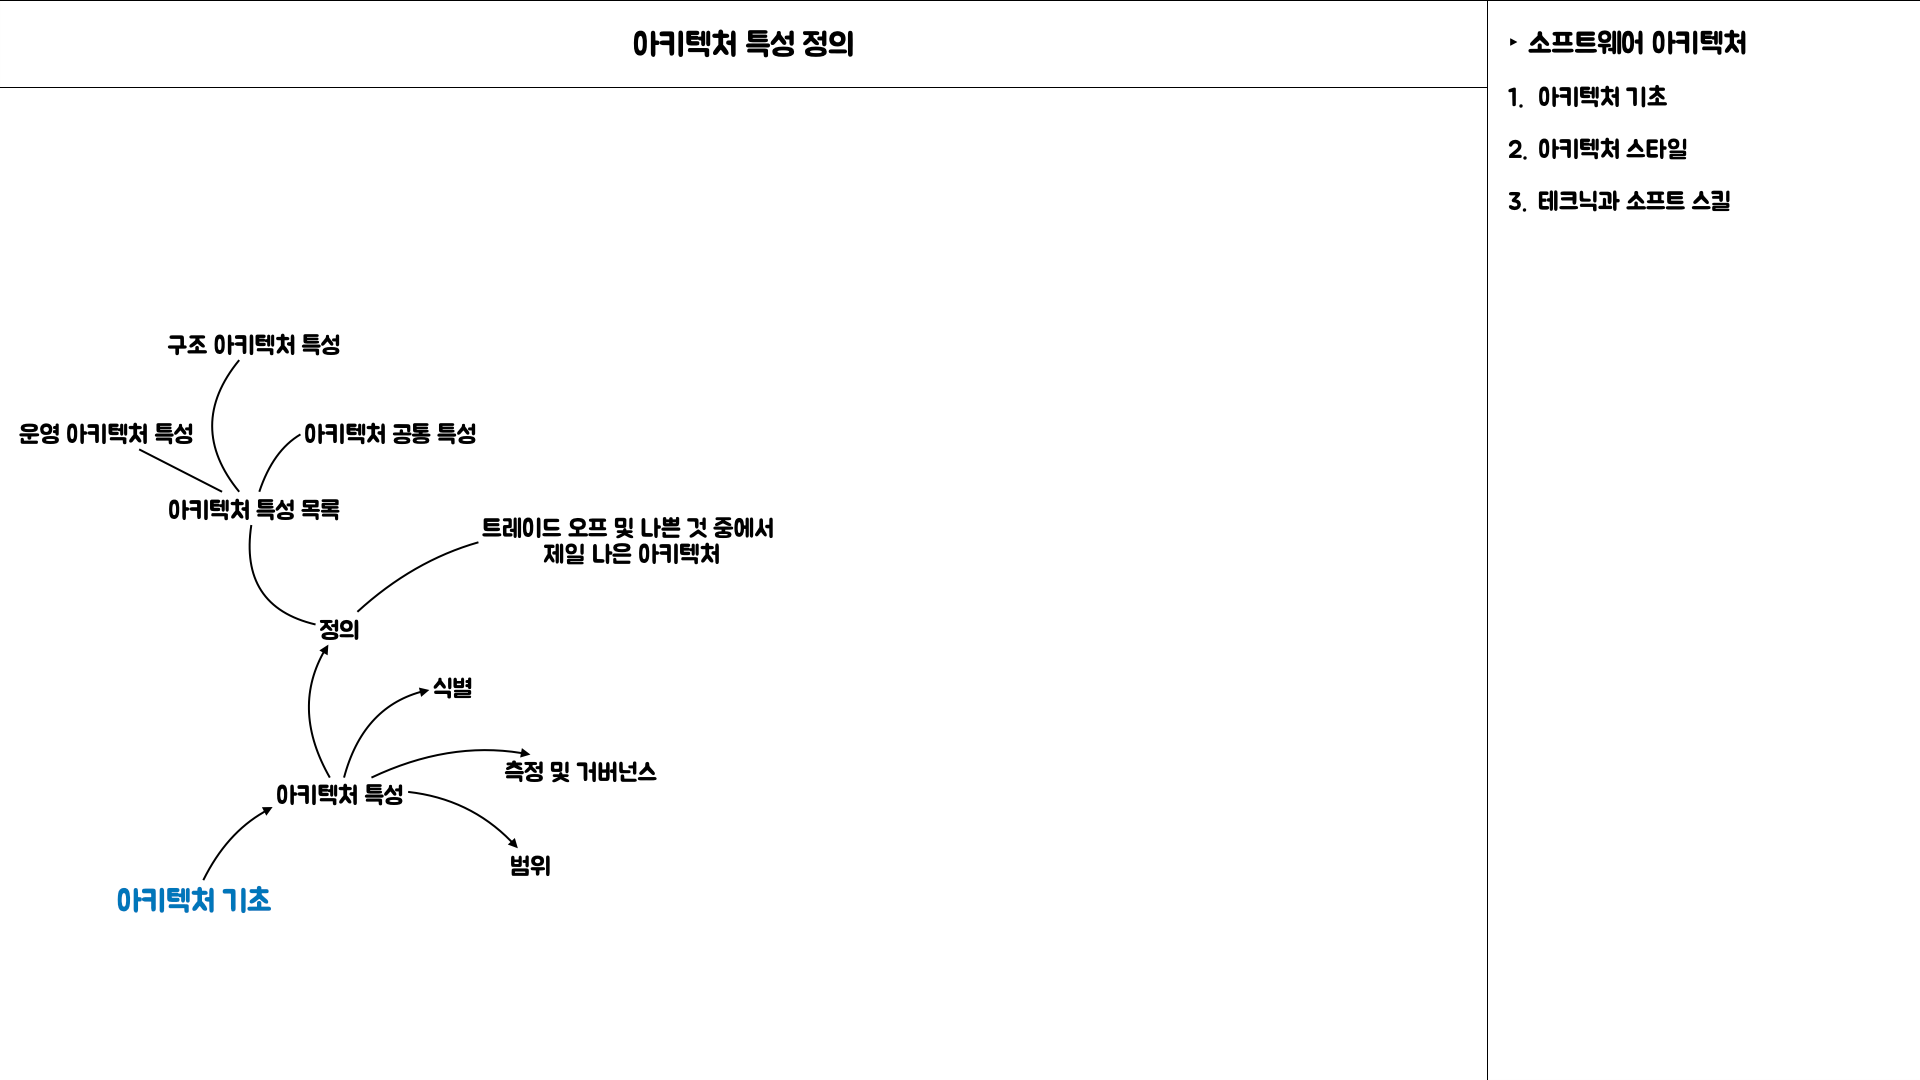 아키텍처 특성 정의
▸ 소프트웨어 아키텍처
1. 아키텍처 기초
2. 아키텍처 스타일
3. 테크닉과 소프트 스킬
구조 아키텍처 특성
운영 아키텍처 특성
아키텍처 공통 특성
아키텍처 특성 목록
트레이드 오프 및 나쁜 것 중에서
제일 나은 아키텍처
정의
식별
측정 및 거버넌스
아키텍처 특성
범위
아키텍처 기초